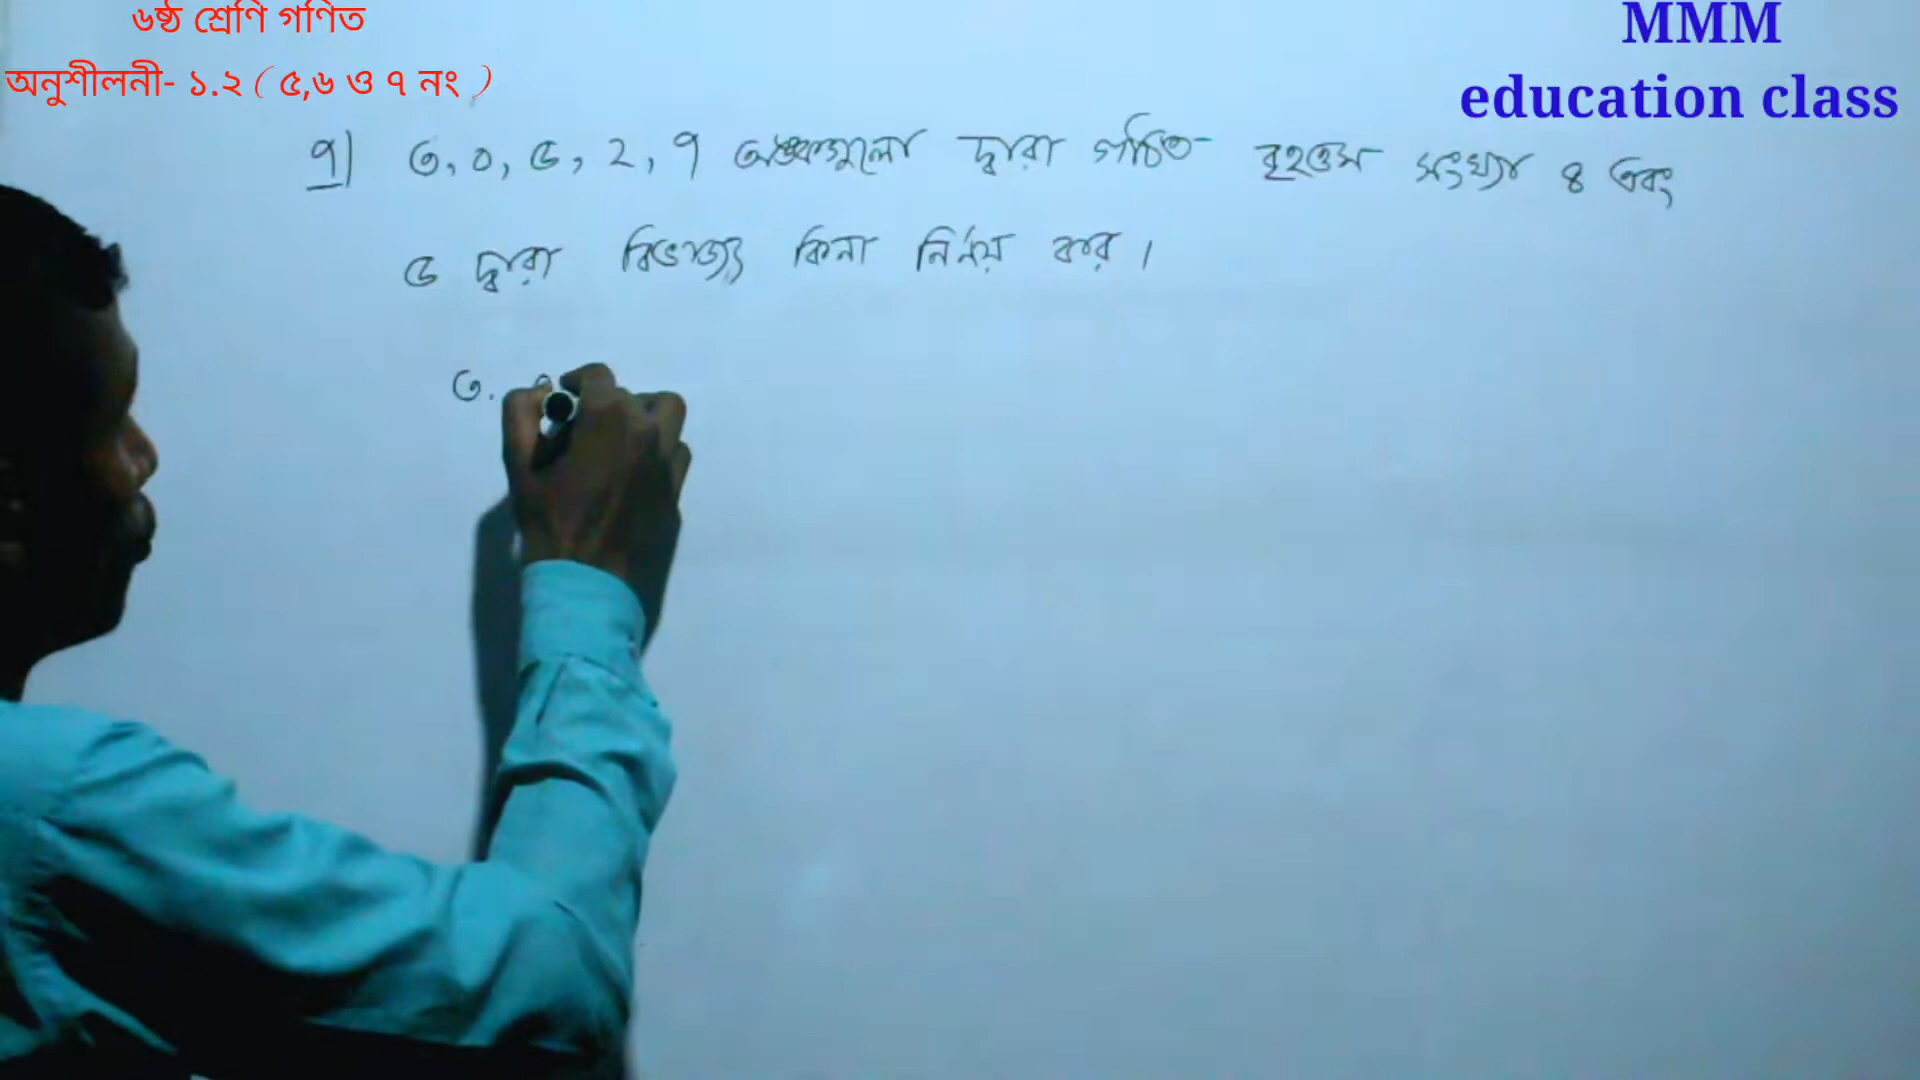 ৬ষ্ঠ শ্রেণি গণিত
অনুশীলনী- ১.২ ( ৫,৬ ও ৭ নং )
MMM
education class
৭) ৩, ০, ৫, ২, ৭ অঙ্কগুলো দ্বারা গঠিত বৃহত্তম সংখ্যা ৪ এবং
৫ দ্বারা বিভাজ্য কিনা নির্নয় কর ।
৩.